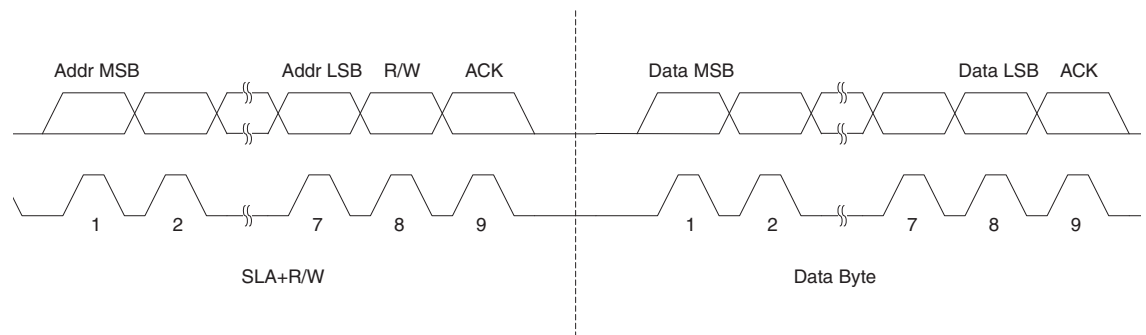 Addr MSB Addr LSB R/W ACK Data MSB Data LSB ACK
1 2 7 8 9 1 2 7 8 9
SLA+R/W Data Byte